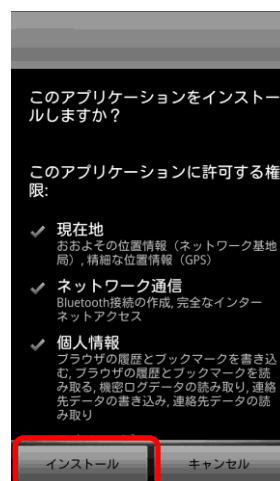 このアプリケーションをインストー
ルしますか？
このアプリケーションに許可する権
限:
現在地
おおよその位置情報（ネットワーク基地
局）, 精細な位置情報（GPS）
ネットワーク通信
Bluetooth接続の作成, 完全なインター
ネットアクセス
個人情報
ブラウザの履歴とブックマークを書き込
む, ブラウザの履歴とブックマークを読
み取る, 機密ログデータの読み取り, 連絡
先データの書き込み, 連絡先データの読
み取り
インストール
キャンセル